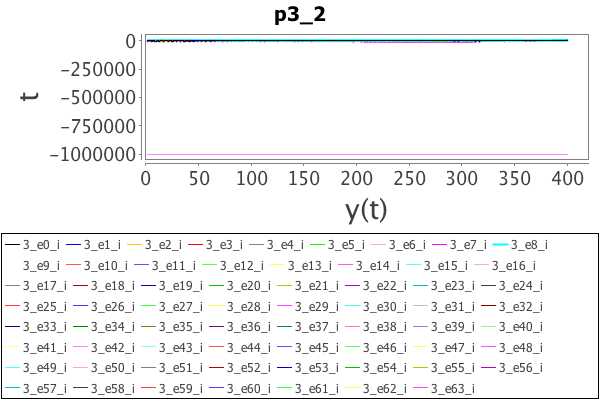 p3_2
0
−250000
−500000
−750000
−1000000
t
0 50 100 150 200 250 300 350 400
y(t)
3_e0_i 3_e1_i 3_e2_i 3_e3_i 3_e4_i 3_e5_i 3_e6_i 3_e7_i 3_e8_i
3_e9_i 3_e10_i 3_e11_i 3_e12_i 3_e13_i 3_e14_i 3_e15_i 3_e16_i
3_e17_i 3_e18_i 3_e19_i 3_e20_i 3_e21_i 3_e22_i 3_e23_i 3_e24_i
3_e25_i 3_e26_i 3_e27_i 3_e28_i 3_e29_i 3_e30_i 3_e31_i 3_e32_i
3_e33_i 3_e34_i 3_e35_i 3_e36_i 3_e37_i 3_e38_i 3_e39_i 3_e40_i
3_e41_i 3_e42_i 3_e43_i 3_e44_i 3_e45_i 3_e46_i 3_e47_i 3_e48_i
3_e49_i 3_e50_i 3_e51_i 3_e52_i 3_e53_i 3_e54_i 3_e55_i 3_e56_i
3_e57_i 3_e58_i 3_e59_i 3_e60_i 3_e61_i 3_e62_i 3_e63_i